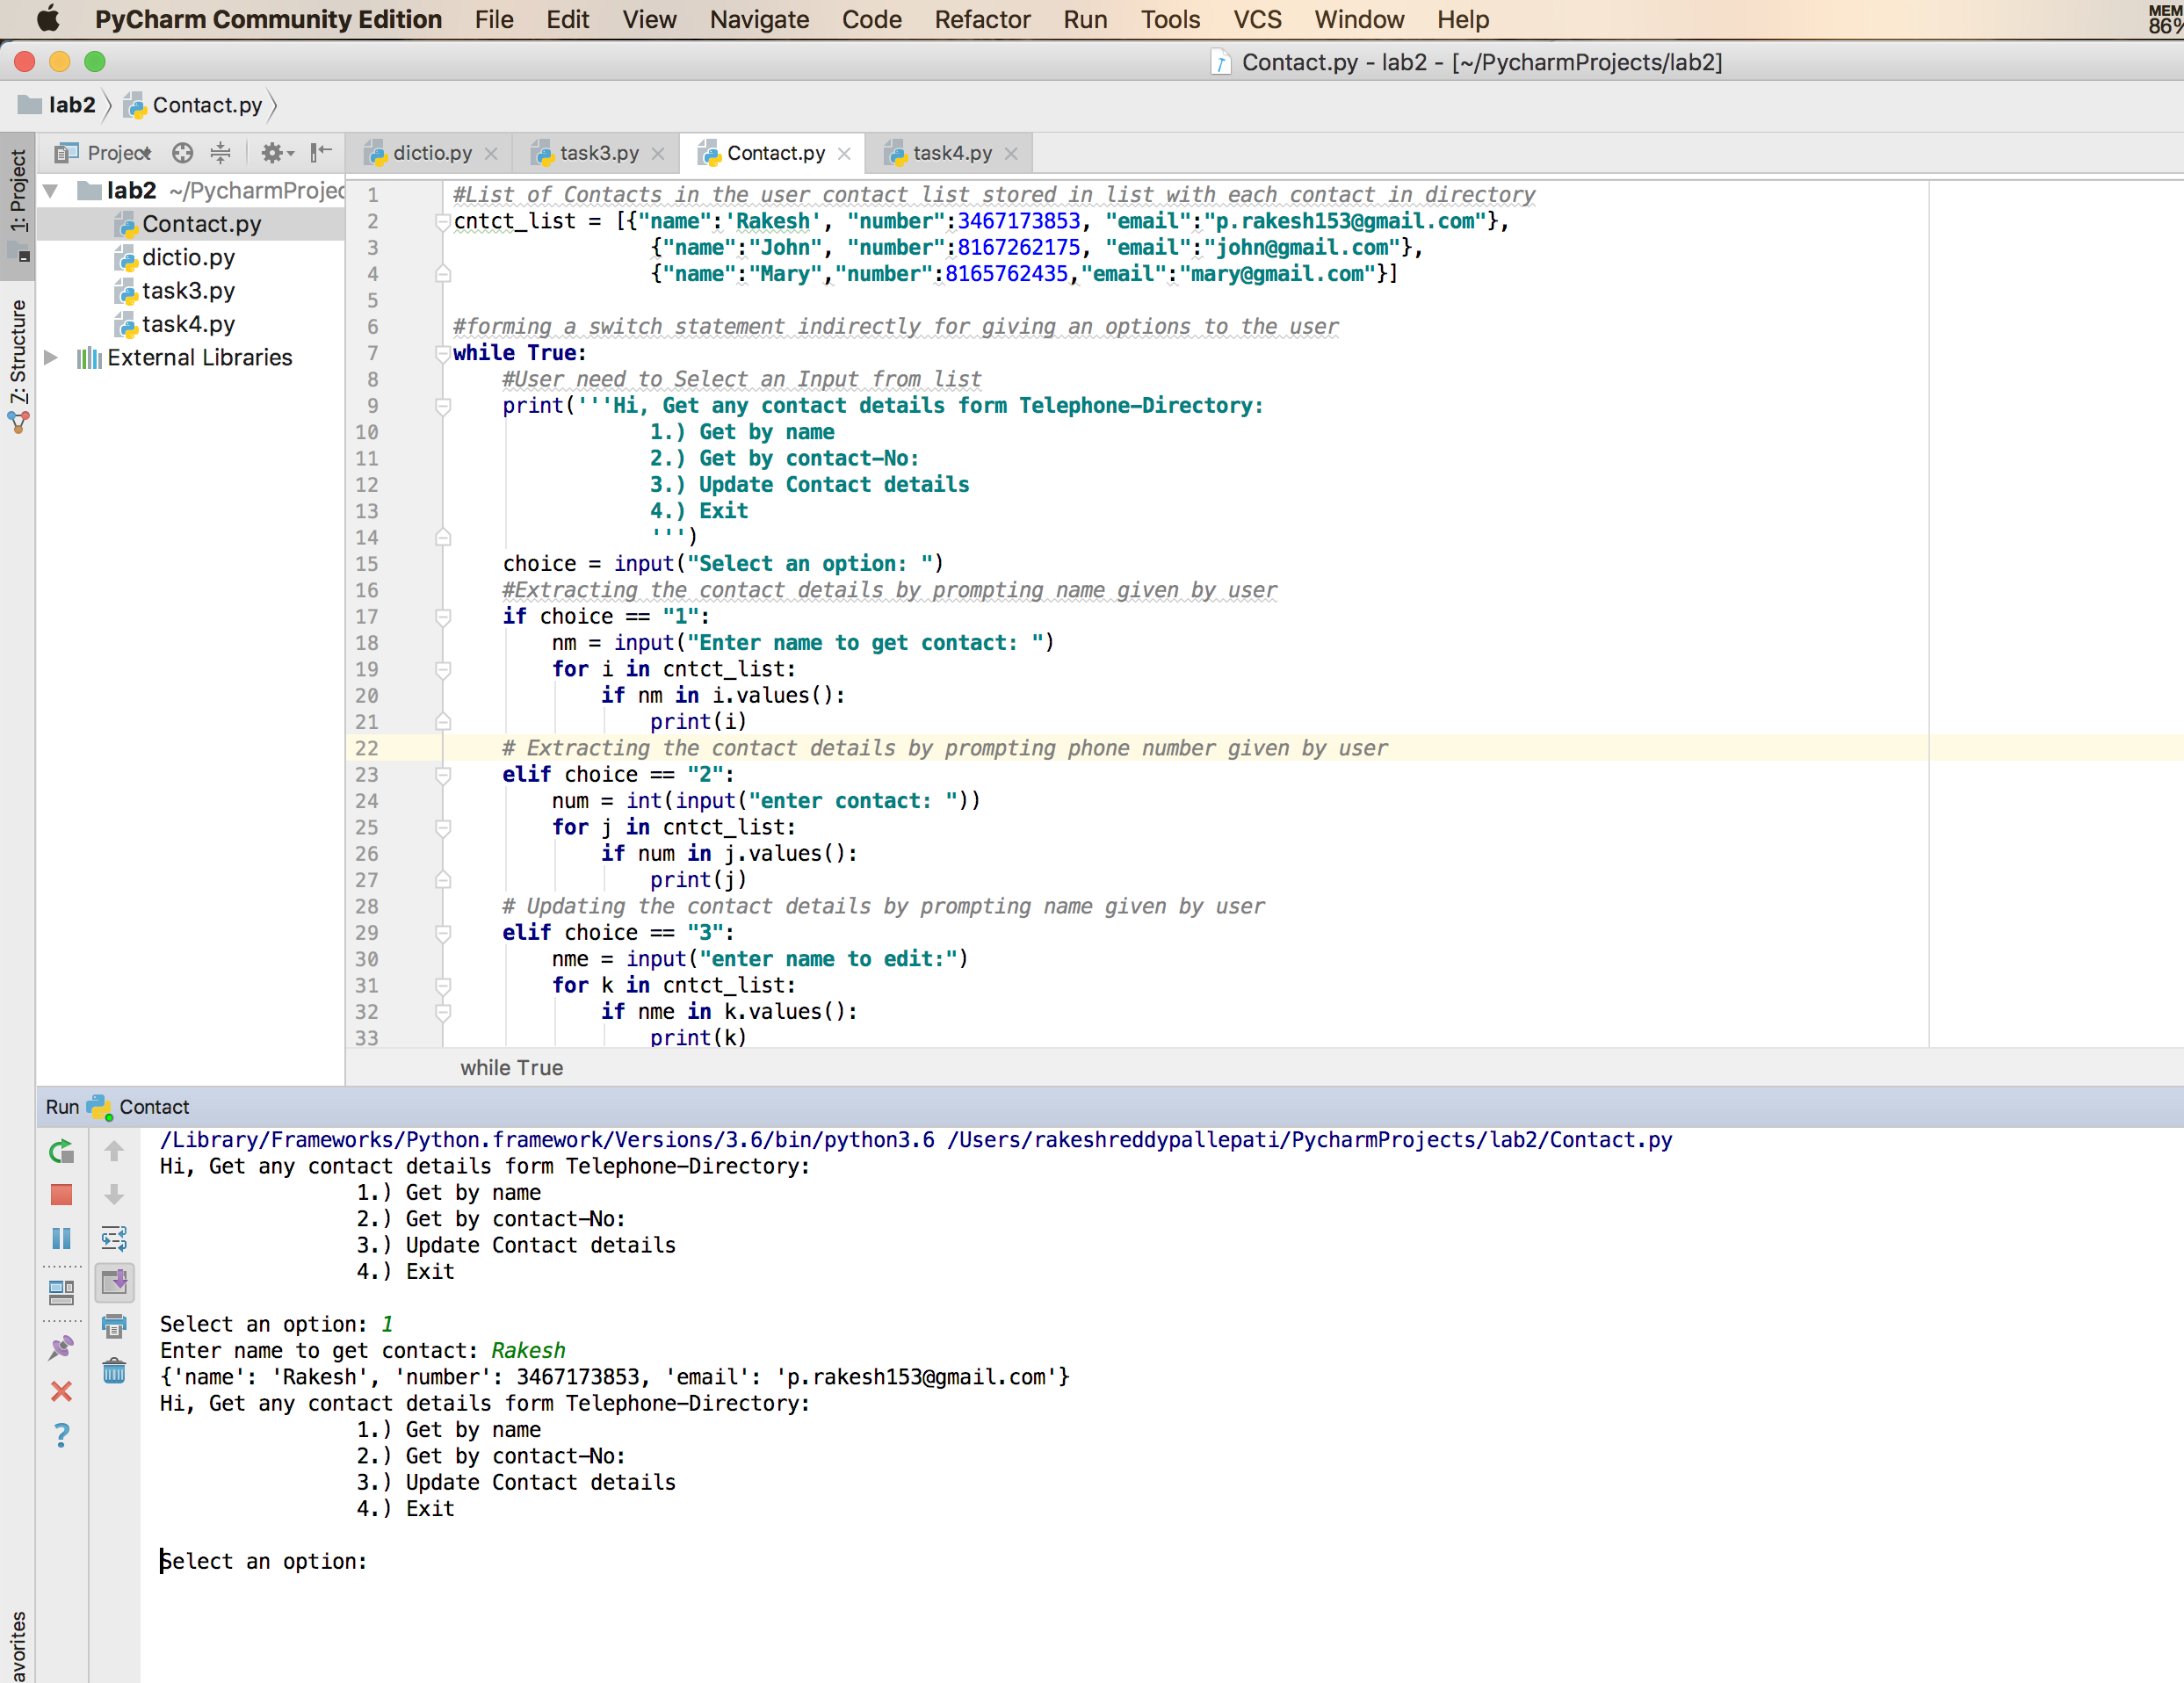 PyCharm Community Edition File Edit View Navigate Code Refactor Run Tools VCS Window Help MEM
86%
Contact.py - lab2 - [~/PycharmProjects/lab2]
lab2 Contact.py
1: Project
7: Structure
avorites
Project
lab2 ~/PycharmProjec
Contact.py
dictio.py
task3.py
task4.py
External Libraries
dictio.py task3.py Contact.py task4.py
1 #List of Contacts in the user contact list stored in list with each contact in directory
2 cntct_list = [{"name":'Rakesh', "number":3467173853, "email":"p.rakesh153@gmail.com"},
3 {"name":"John", "number":8167262175, "email":"john@gmail.com"},
4 {"name":"Mary","number":8165762435,"email":"mary@gmail.com"}]
5
6 #forming a switch statement indirectly for giving an options to the user
7 while True:
8 #User need to Select an Input from list
9 print('''Hi, Get any contact details form Telephone-Directory:
10 1.) Get by name
11 2.) Get by contact-No:
12 3.) Update Contact details
13 4.) Exit
14 ''')
15 choice = input("Select an option: ")
16 #Extracting the contact details by prompting name given by user
17 if choice == "1":
18 nm = input("Enter name to get contact: ")
19 for i in cntct_list:
20 if nm in i.values():
21 print(i)
22 # Extracting the contact details by prompting phone number given by user
23 elif choice == "2":
24 num = int(input("enter contact: "))
25 for j in cntct_list:
26 if num in j.values():
27 print(j)
28 # Updating the contact details by prompting name given by user
29 elif choice == "3":
30 nme = input("enter name to edit:")
31 for k in cntct_list:
32 if nme in k.values():
33 print(k)
while True
Run Contact
/Library/Frameworks/Python.framework/Versions/3.6/bin/python3.6 /Users/rakeshreddypallepati/PycharmProjects/lab2/Contact.py
Hi, Get any contact details form Telephone-Directory:
1.) Get by name
2.) Get by contact-No:
3.) Update Contact details
4.) Exit
Select an option: 1
Enter name to get contact: Rakesh
{'name': 'Rakesh', 'number': 3467173853, 'email': 'p.rakesh153@gmail.com'}
Hi, Get any contact details form Telephone-Directory:
1.) Get by name
2.) Get by contact-No:
3.) Update Contact details
4.) Exit
Select an option: